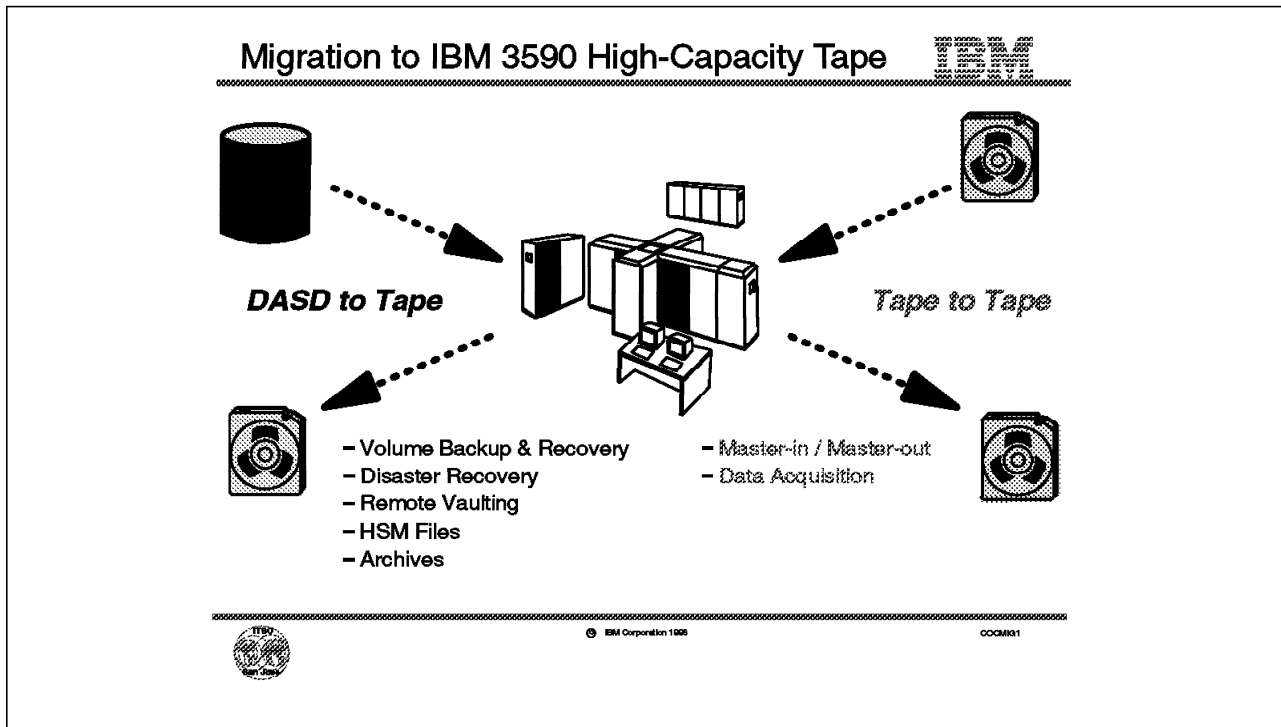 Migration to IBM 3590 High-Capacity Tape
IBM
DASD to Tape
Tape to Tape
– Volume Backup & Recovery
– Disaster Recovery
– Remote Vaulting
– HSM Files
– Archives
– Master-in / Master-out
– Data Acquisition
ITSO
San Jose
© IBM Corporation
COCMIG1